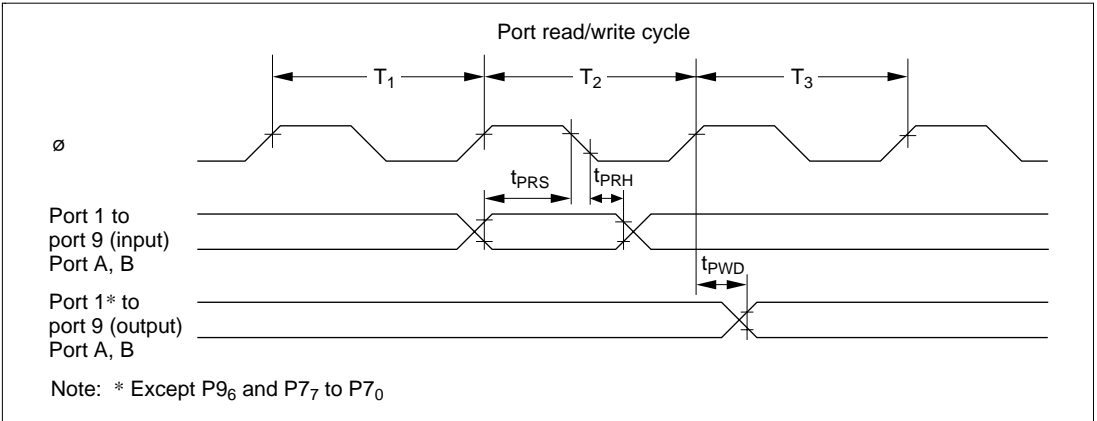 Port read/write cycle
T₁ T₂ T₃
ø
tPRS tPRH
Port 1 to
port 9 (input)
Port A, B
tPWD
Port 1* to
port 9 (output)
Port A, B
Note: * Except P9₆ and P7₇ to P7₀